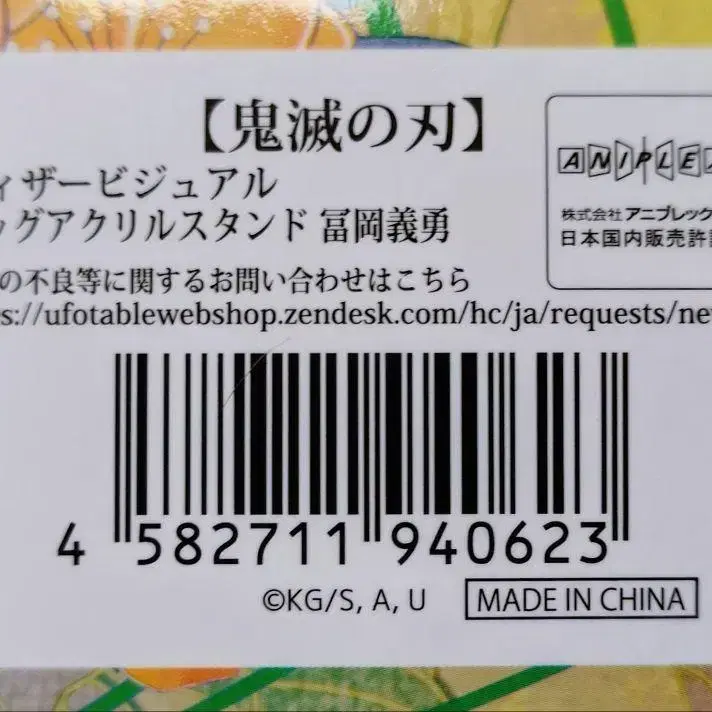 【鬼滅の刃】
ィザービジュアル
ッグアクリルスタンド 冨岡義勇
の不良等に関するお問い合わせはこちら
s://ufotablewebshop.zendesk.com/hc/ja/requests/ne
ANIPLE
株式会社アニプレック
日本国内販売許
4 582711 940623
©KG/S, A, U
MADE IN CHINA